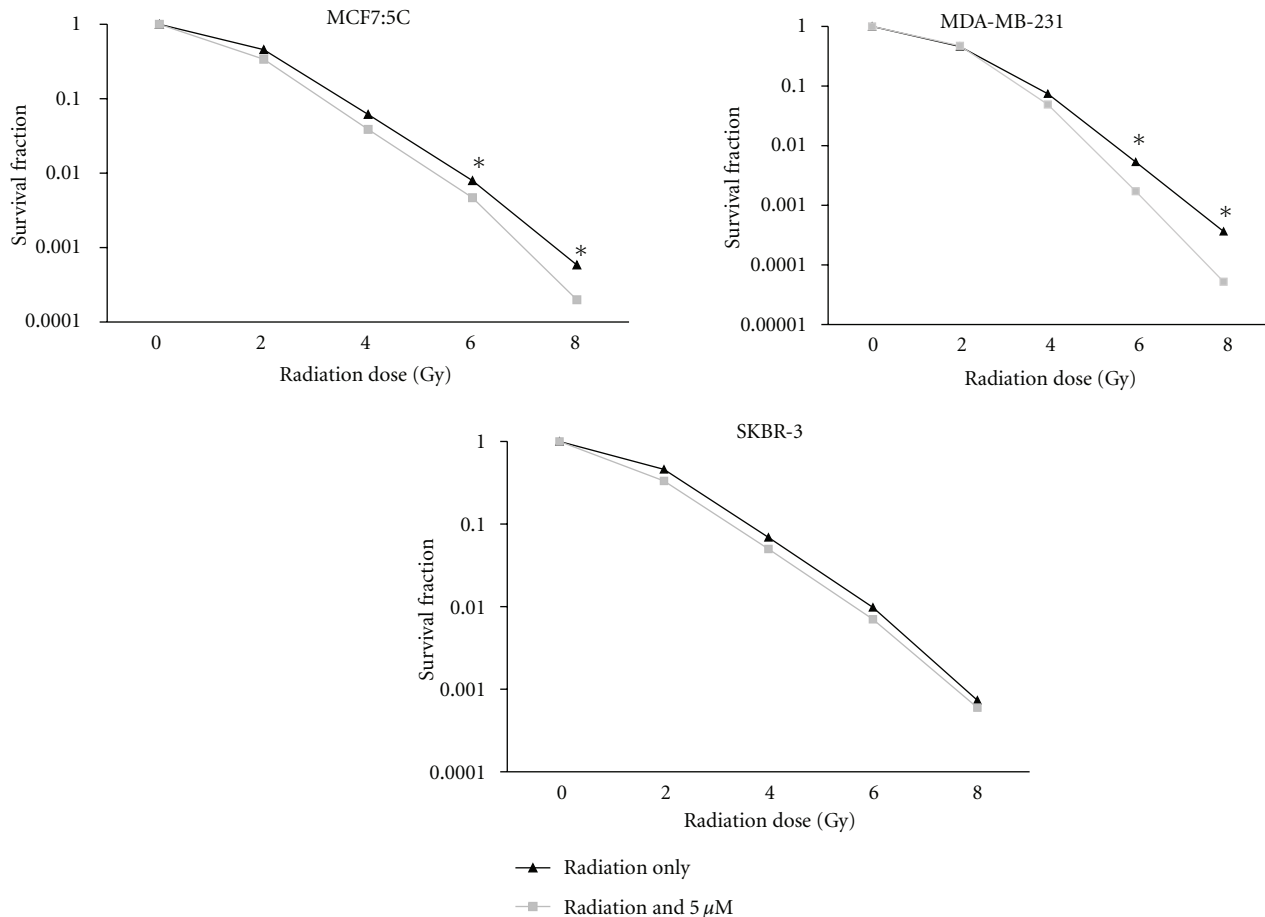 MCF7:5C
1
0.1
0.01
0.001
0.0001
Survival fraction
*
*
0 2 4 6 8
Radiation dose (Gy)
MDA-MB-231
1
0.1
0.01
0.001
0.0001
0.00001
Survival fraction
*
*
0 2 4 6 8
Radiation dose (Gy)
SKBR-3
1
0.1
0.01
0.001
0.0001
Survival fraction
0 2 4 6 8
Radiation dose (Gy)
Radiation only
Radiation and 5 μM